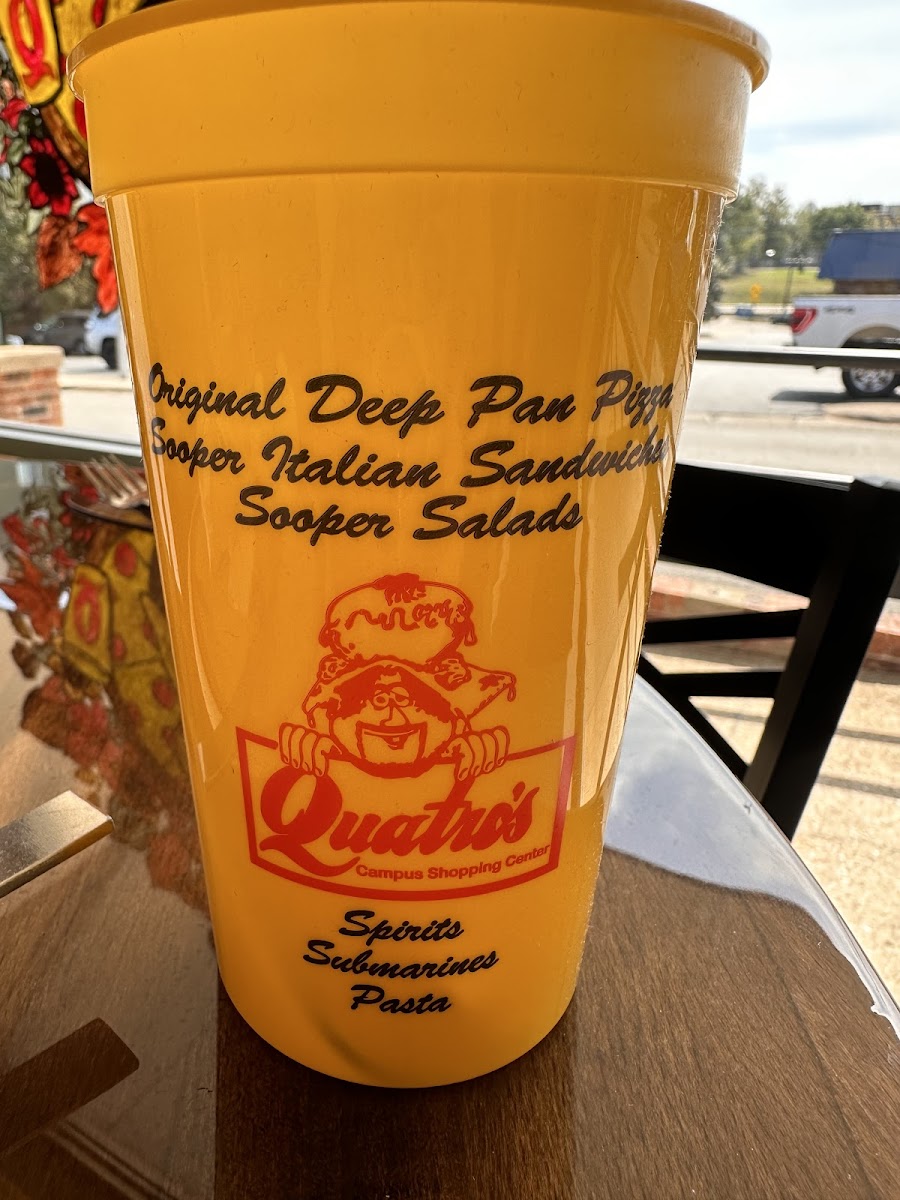 Original Deep Pan Pizza
Sooper Italian Sandwiches
Sooper Salads
Quatro's
Campus Shopping Center
Spirits
Submarines
Pasta